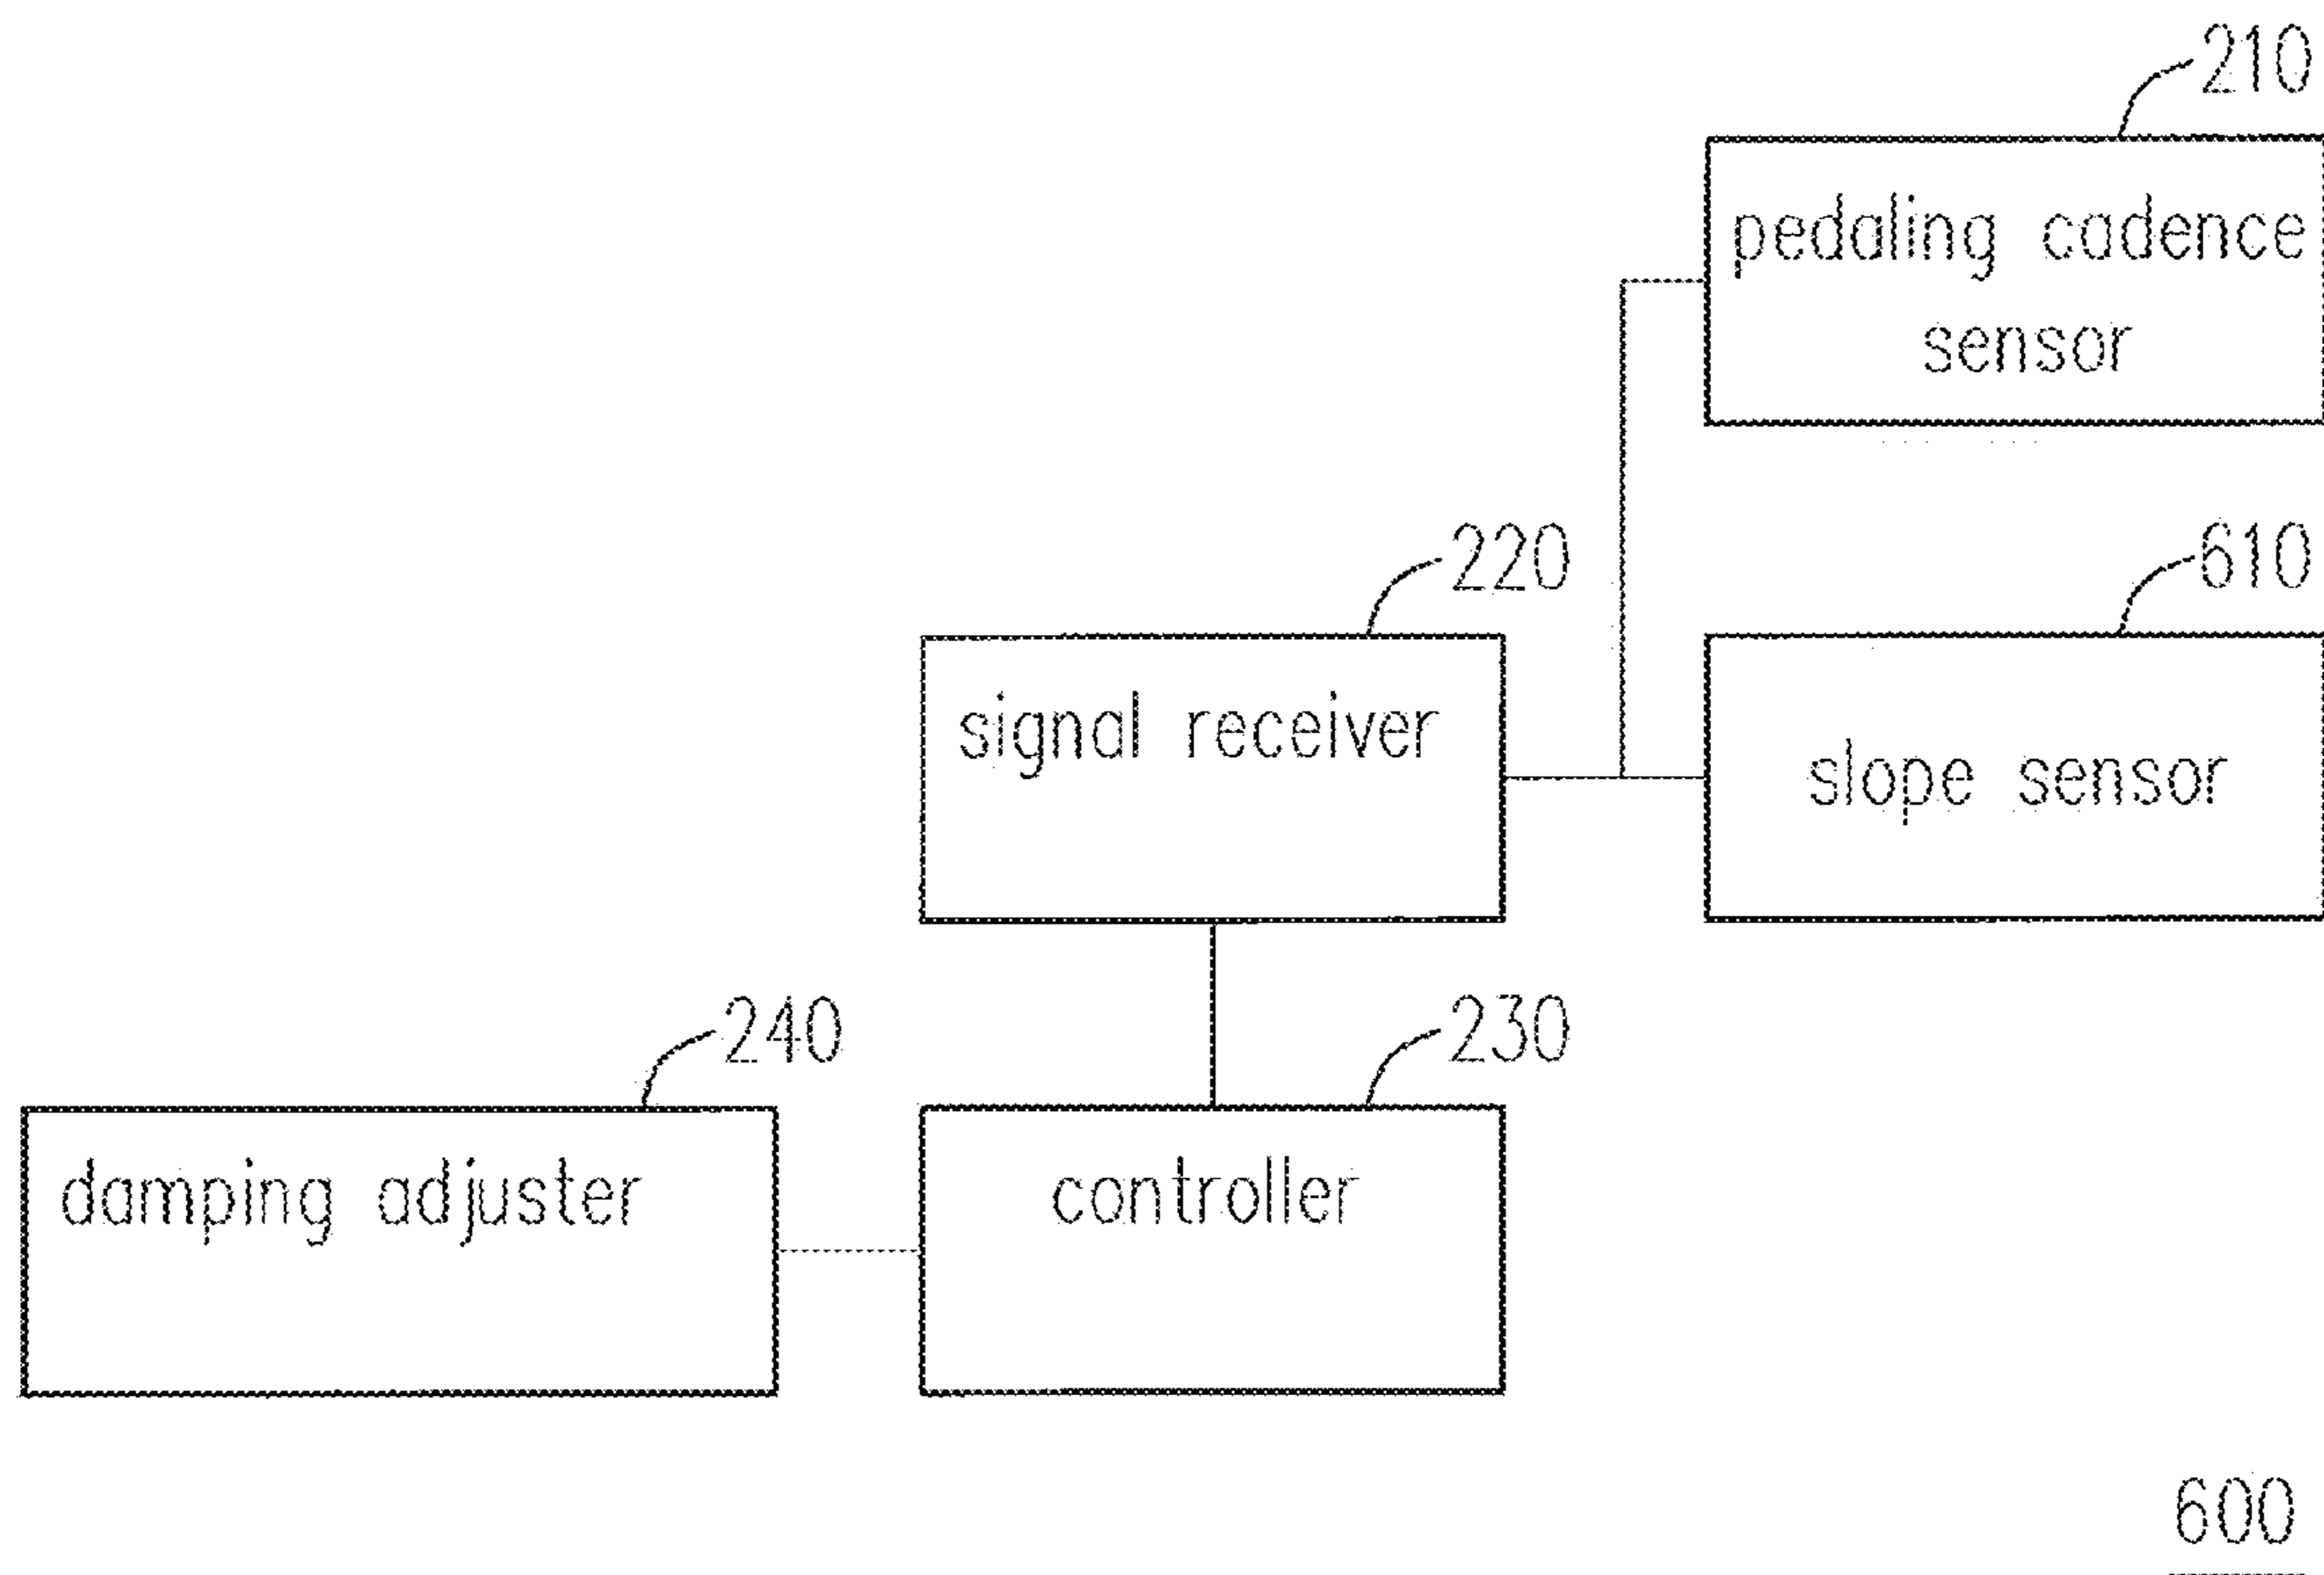 210
pedaling cadence
sensor
220
610
signal receiver
slope sensor
240
230
damping adjuster
controller
600